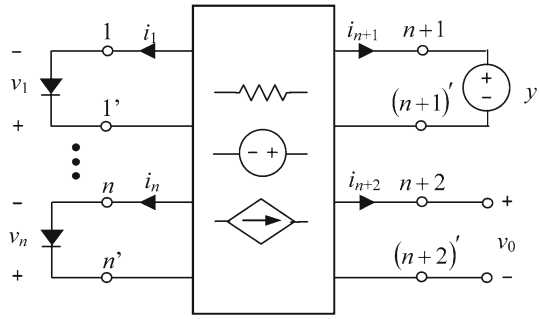 − 1 i₁ iₙ₊₁ n+1
v₁ + − y
+ 1' (n+1)'
− +
− n iₙ iₙ₊₂ n+2 +
vₙ v₀
+ n' (n+2)' −